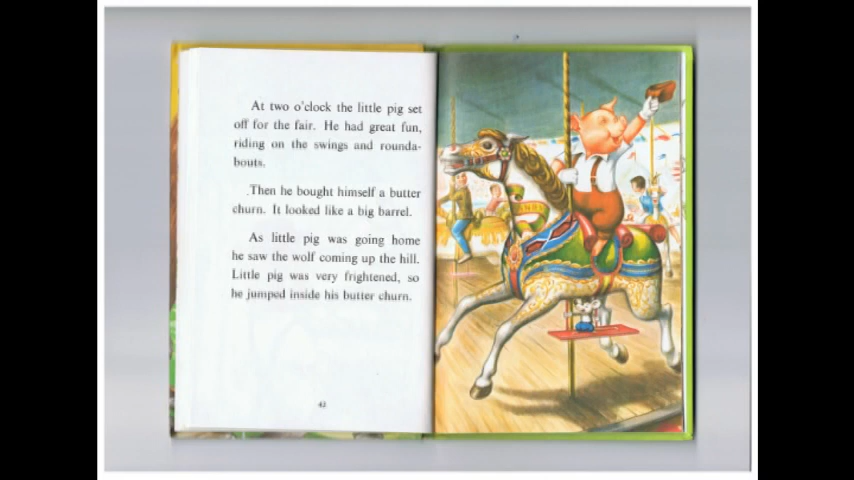 At two o'clock the little pig set
off for the fair. He had great fun,
riding on the swings and rounda-
bouts.
Then he bought himself a butter
churn. It looked like a big barrel.
As little pig was going home
he saw the wolf coming up the hill.
Little pig was very frightened, so
he jumped inside his butter churn.
42